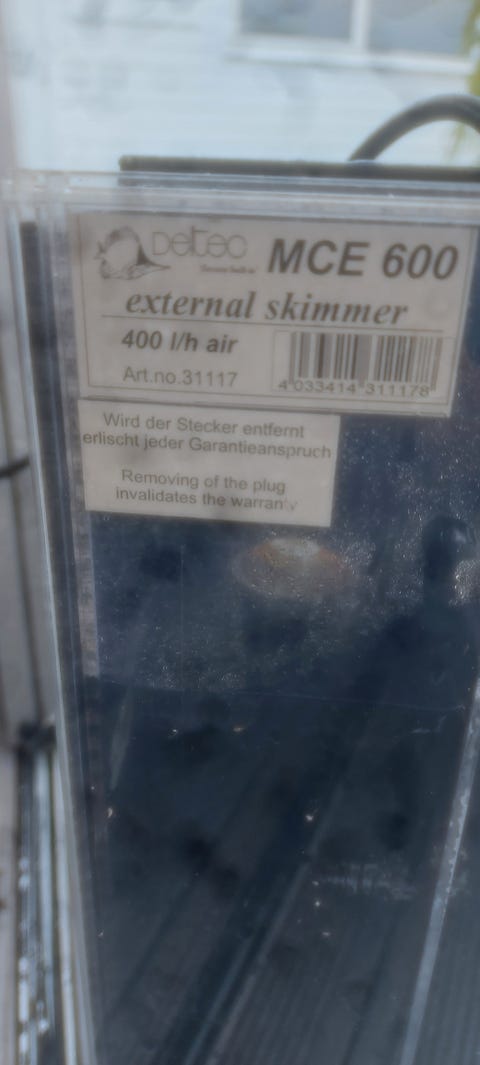 Deltec
MCE 600
external skimmer
400 l/h air
Art.no.31117
4 033414 311178
Wird der Stecker entfernt
erlischt jeder Garantieanspruch
Removing of the plug
invalidates the warranty